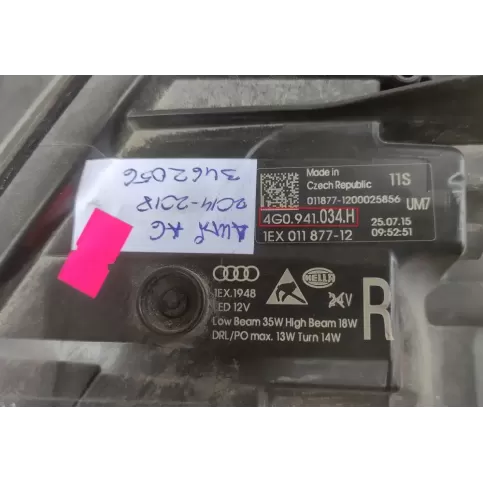 Made in
Czech Republic
11S
011877-1200025856
UM7
4G0.941.034.H
25.07.15
1EX 011 877-12
09:52:51
3462056
2014-2018
AUDI A6
HELLA
1EX.1948
24V
LED 12V
Low Beam 35W High Beam 18W
DRL/PO max. 13W Turn 14W
R